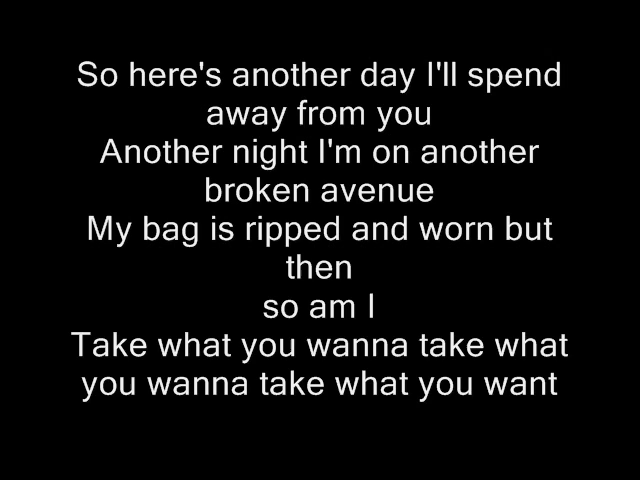 So here's another day I'll spend
away from you
Another night I'm on another
broken avenue
My bag is ripped and worn but
then
so am I
Take what you wanna take what
you wanna take what you want